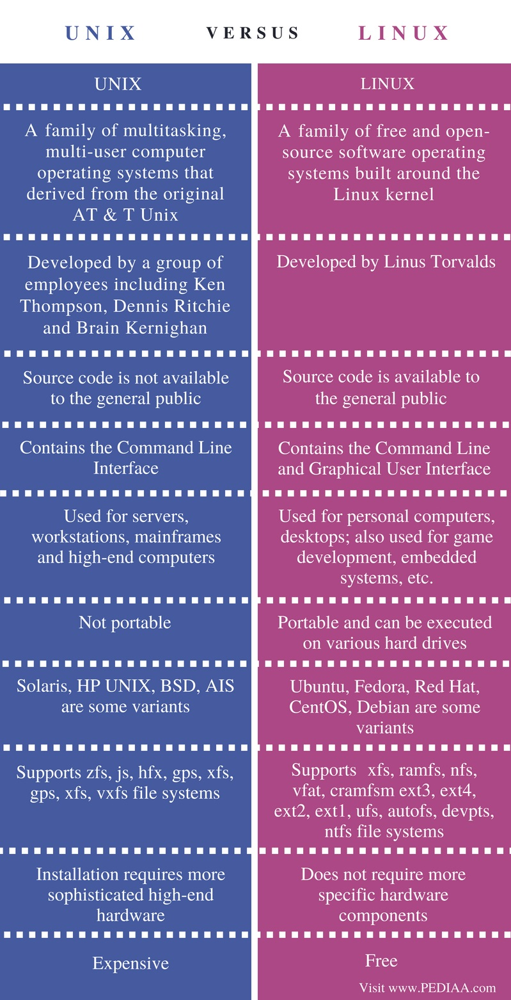 UNIX VERSUS LINUX
UNIX
LINUX
A family of multitasking,
multi-user computer
operating systems that
derived from the original
AT & T Unix
A family of free and open-
source software operating
systems built around the
Linux kernel
Developed by a group of
employees including Ken
Thompson, Dennis Ritchie
and Brain Kernighan
Developed by Linus Torvalds
Source code is not available
to the general public
Source code is available to
the general public
Contains the Command Line
Interface
Contains the Command Line
and Graphical User Interface
Used for servers,
workstations, mainframes
and high-end computers
Used for personal computers,
desktops; also used for game
development, embedded
systems, etc.
Not portable
Portable and can be executed
on various hard drives
Solaris, HP UNIX, BSD, AIS
are some variants
Ubuntu, Fedora, Red Hat,
CentOS, Debian are some
variants
Supports zfs, js, hfx, gps, xfs,
gps, xfs, vxfs file systems
Supports xfs, ramfs, nfs,
vfat, cramfsm ext3, ext4,
ext2, ext1, ufs, autofs, devpts,
ntfs file systems
Installation requires more
sophisticated high-end
hardware
Does not require more
specific hardware
components
Expensive
Free
Visit www.PEDIAA.com